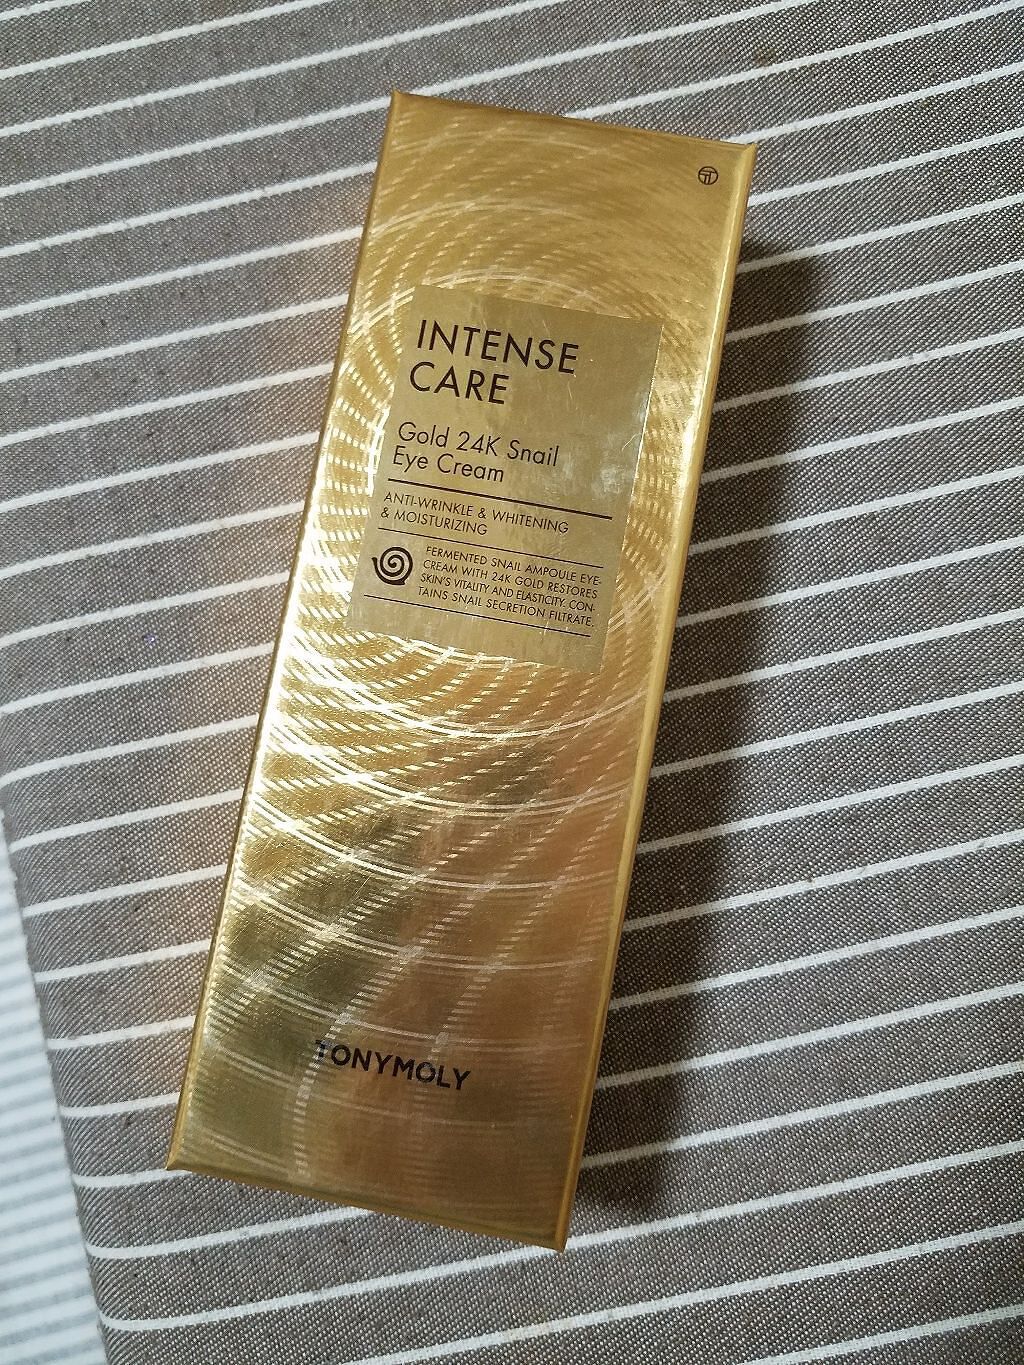 INTENSE
CARE
Gold 24K Snail
Eye Cream
ANTI-WRINKLE & WHITENING
& MOISTURIZING
FERMENTED SNAIL AMPOULE EYE-
CREAM WITH 24K GOLD RESTORES
SKIN'S VITALITY AND ELASTICITY. CON-
TAINS SNAIL SECRETION FILTRATE.
TONYMOLY